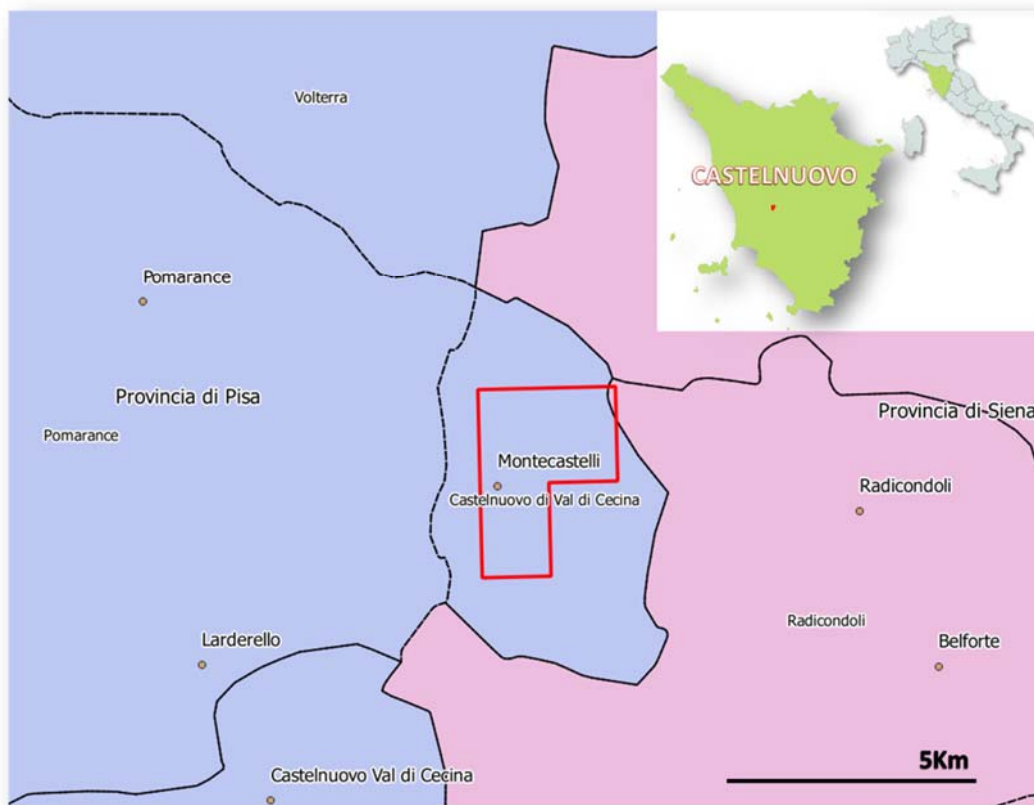 Volterra
CASTELNUOVO
Pomarance
Provincia di Pisa
Pomarance
Provincia di Siena
Montecastelli
Castelnuovo di Val di Cecina
Radicondoli
Larderello
Radicondoli
Belforte
Castelnuovo Val di Cecina
5Km